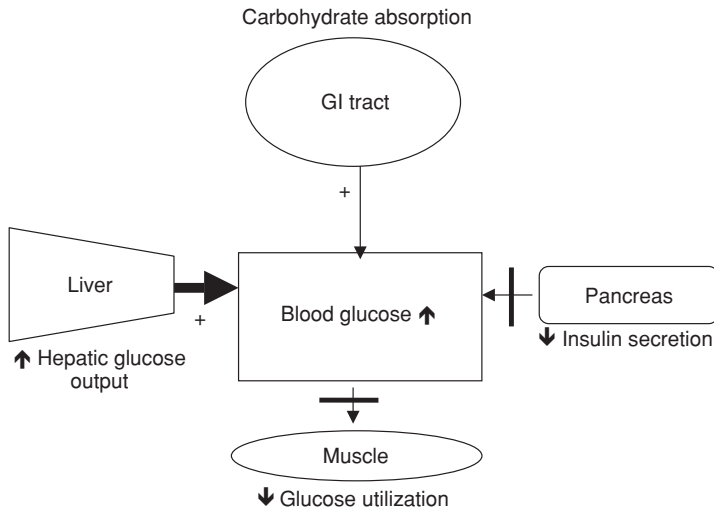 Carbohydrate absorption
GI tract
+
Liver
+
↑ Hepatic glucose
output
Blood glucose ↑
Pancreas
↓ Insulin secretion
Muscle
↓ Glucose utilization